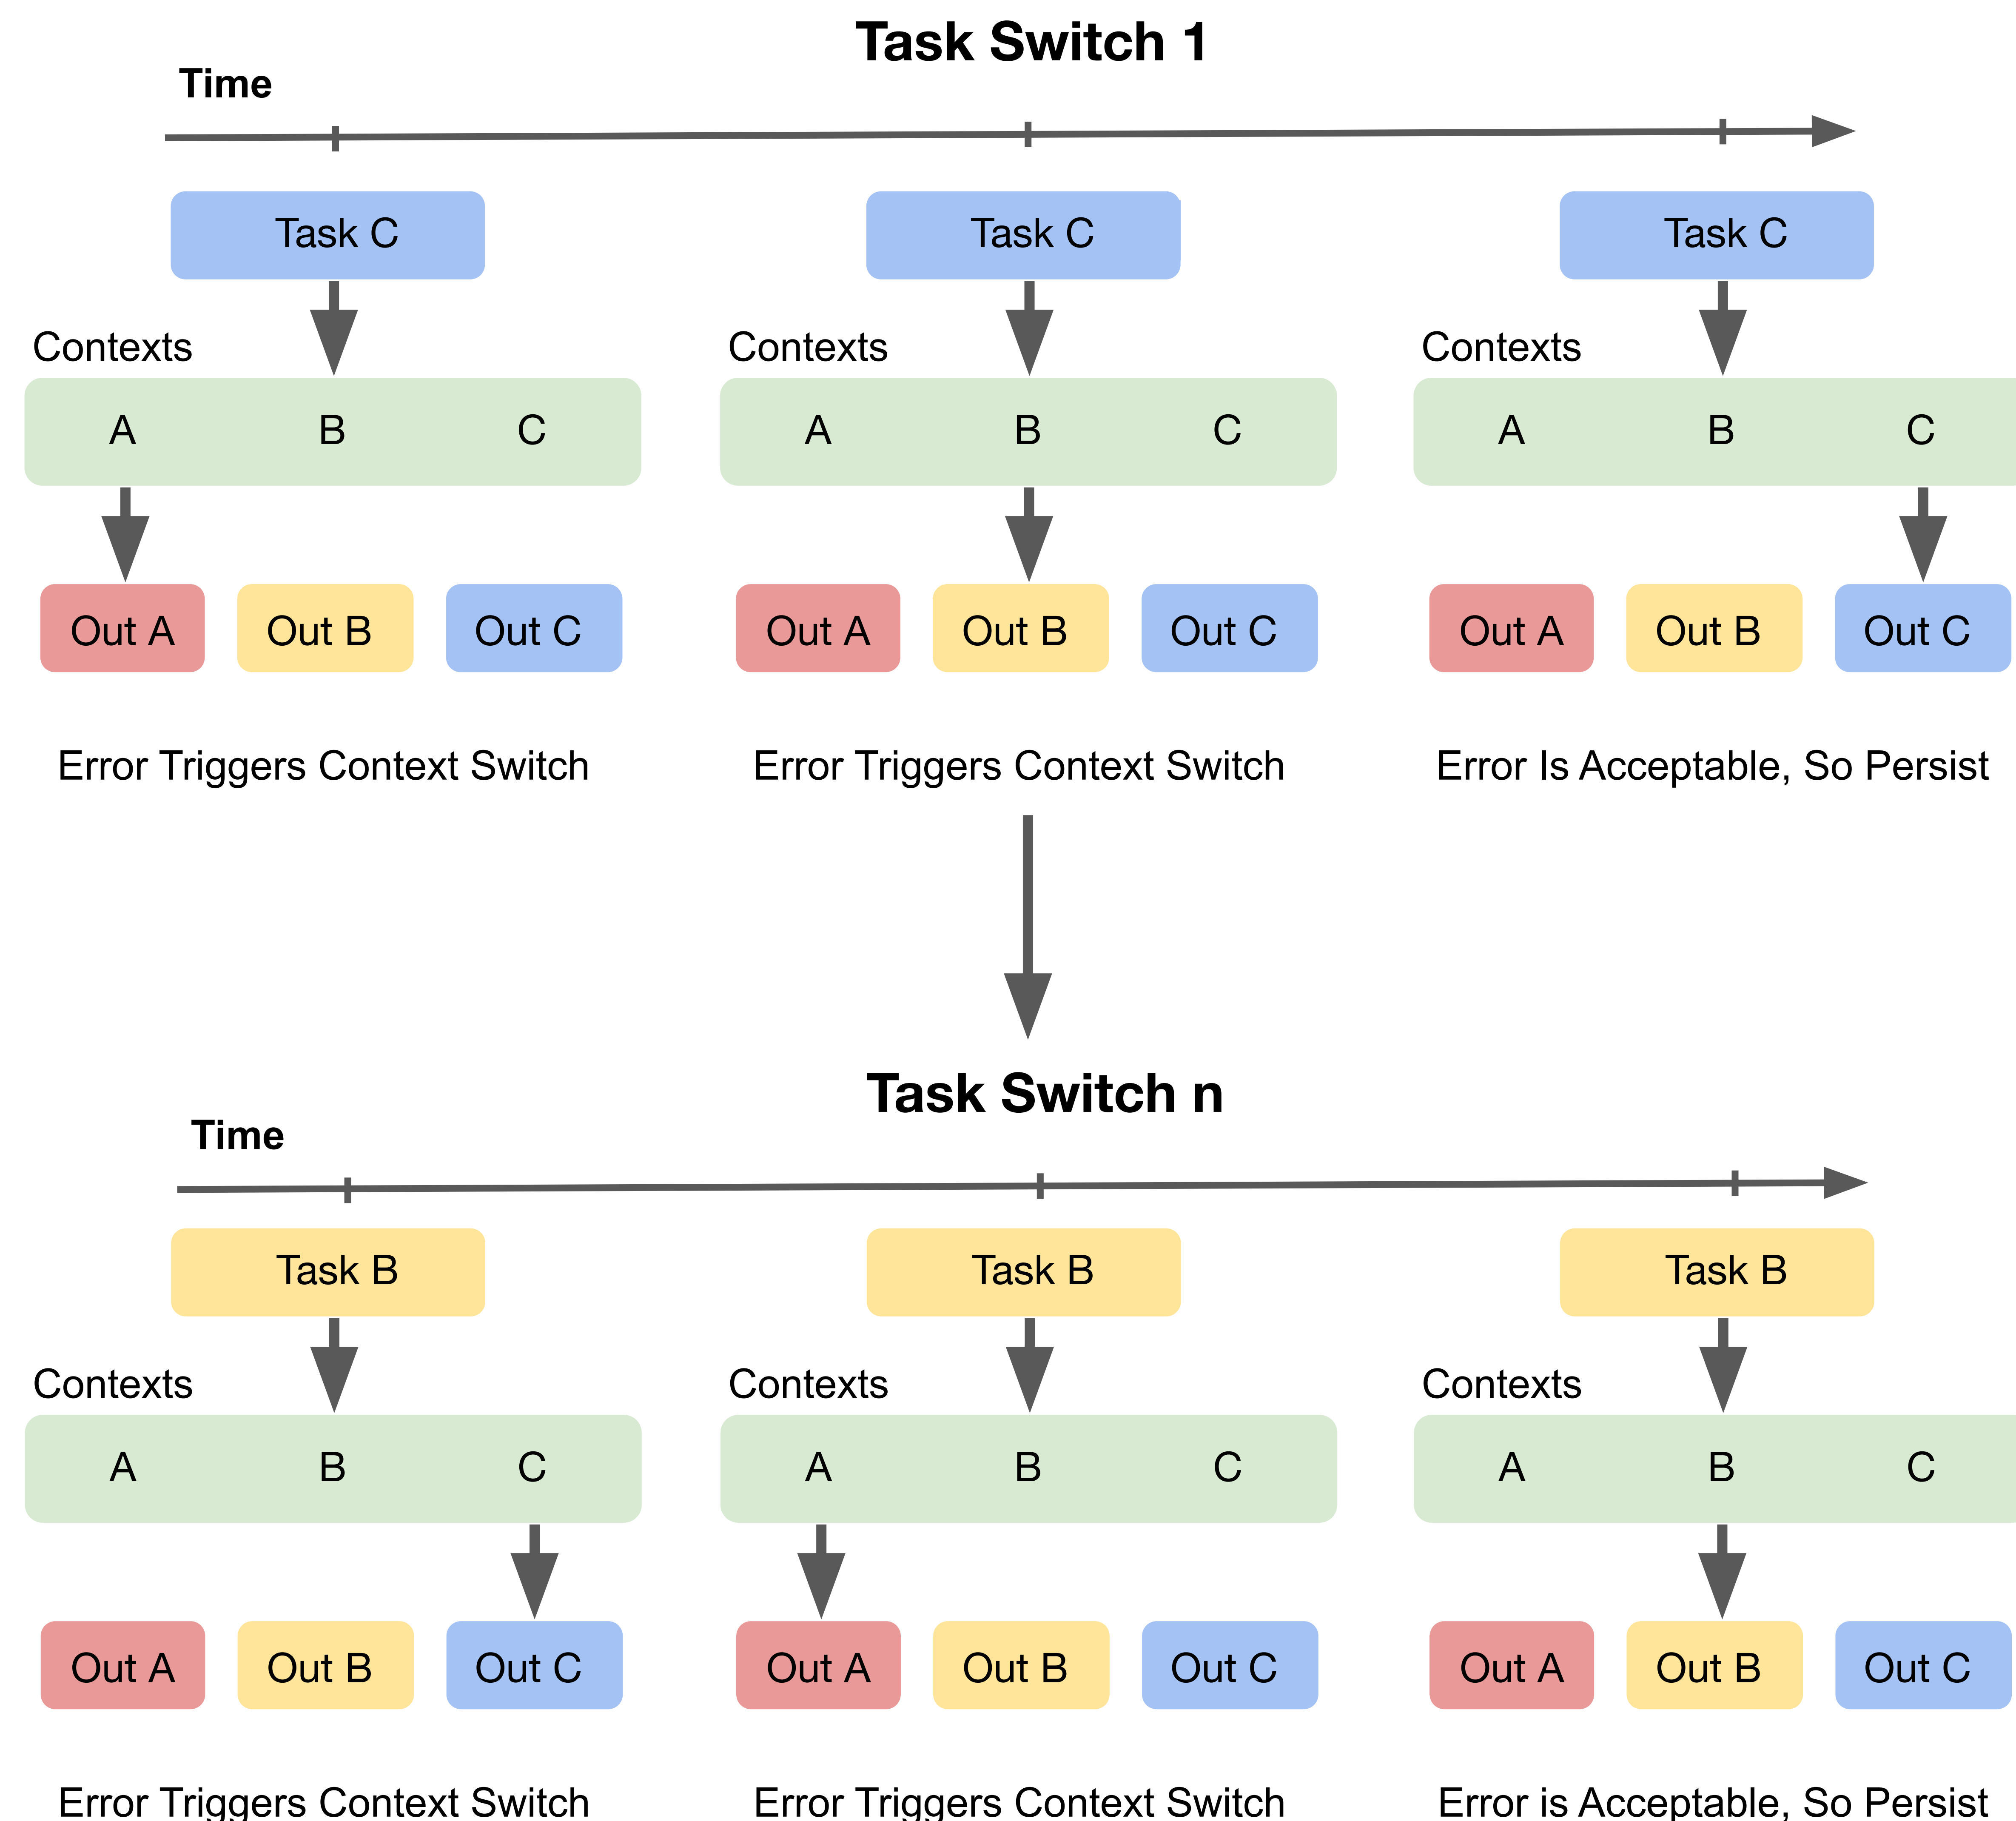 Task Switch 1
Time
Task C Task C Task C
Contexts Contexts Contexts
A B C A B C A B C
Out A Out B Out C Out A Out B Out C Out A Out B Out C
Error Triggers Context Switch Error Triggers Context Switch Error Is Acceptable, So Persist
Task Switch n
Time
Task B Task B Task B
Contexts Contexts Contexts
A B C A B C A B C
Out A Out B Out C Out A Out B Out C Out A Out B Out C
Error Triggers Context Switch Error Triggers Context Switch Error is Acceptable, So Persist